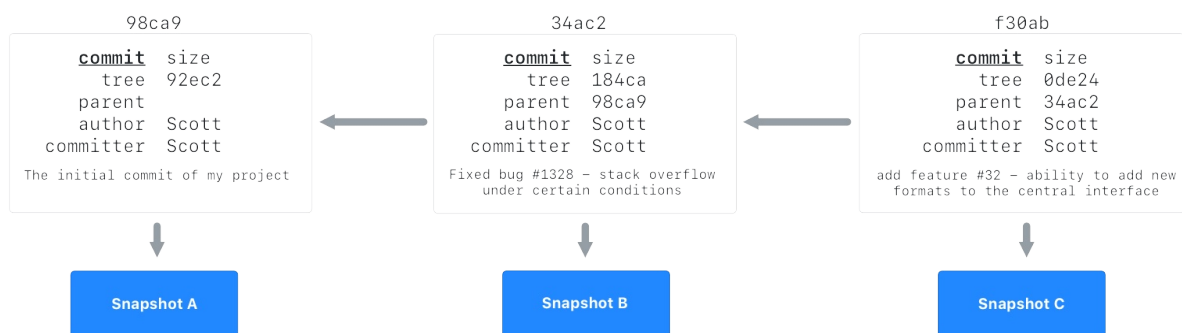 98ca9
commit size
tree 92ec2
parent
author Scott
committer Scott
The initial commit of my project
Snapshot A
34ac2
commit size
tree 184ca
parent 98ca9
author Scott
committer Scott
Fixed bug #1328 – stack overflow
under certain conditions
Snapshot B
f30ab
commit size
tree 0de24
parent 34ac2
author Scott
committer Scott
add feature #32 – ability to add new
formats to the central interface
Snapshot C